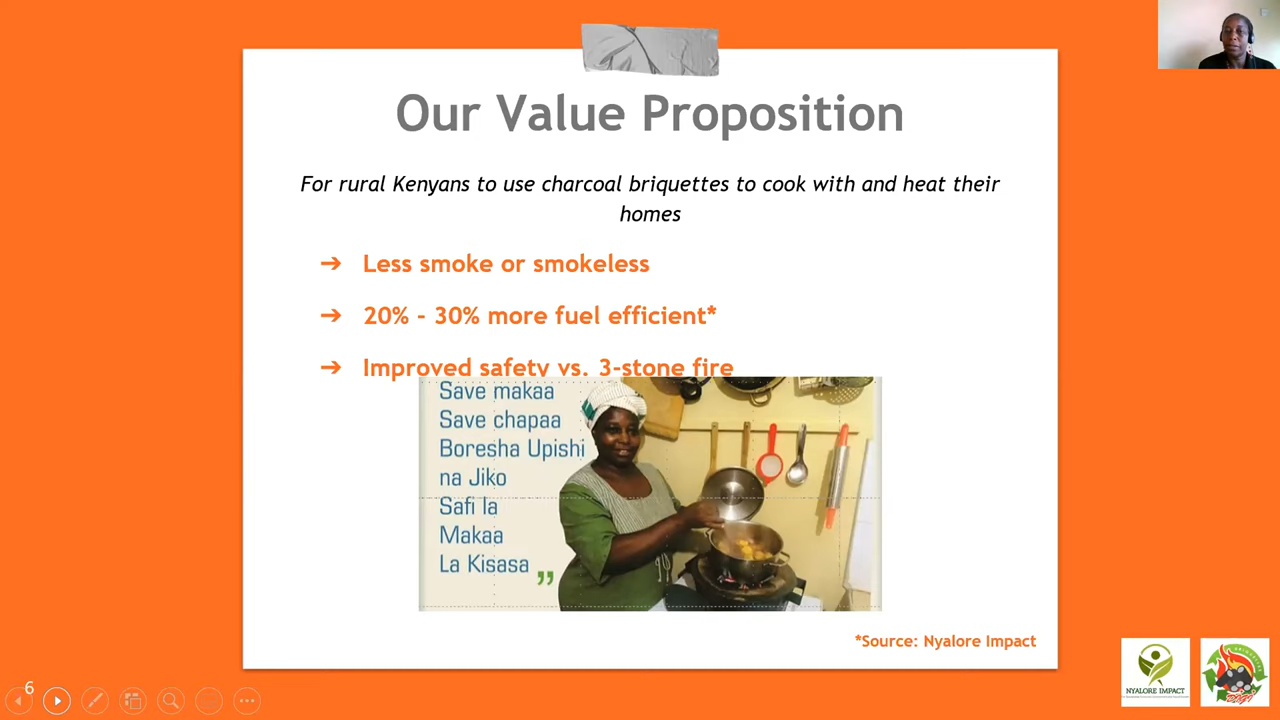 Our Value Proposition
For rural Kenyans to use charcoal briquettes to cook with and heat their
homes
➔ Less smoke or smokeless
➔ 20% - 30% more fuel efficient*
➔ Improved safety vs. 3-stone fire
Save makaa
Save chapaa
Boresha Upishi
na Jiko
Safi la
Makaa
La Kisasa ”
*Source: Nyalore Impact
NYALORE IMPACT
6